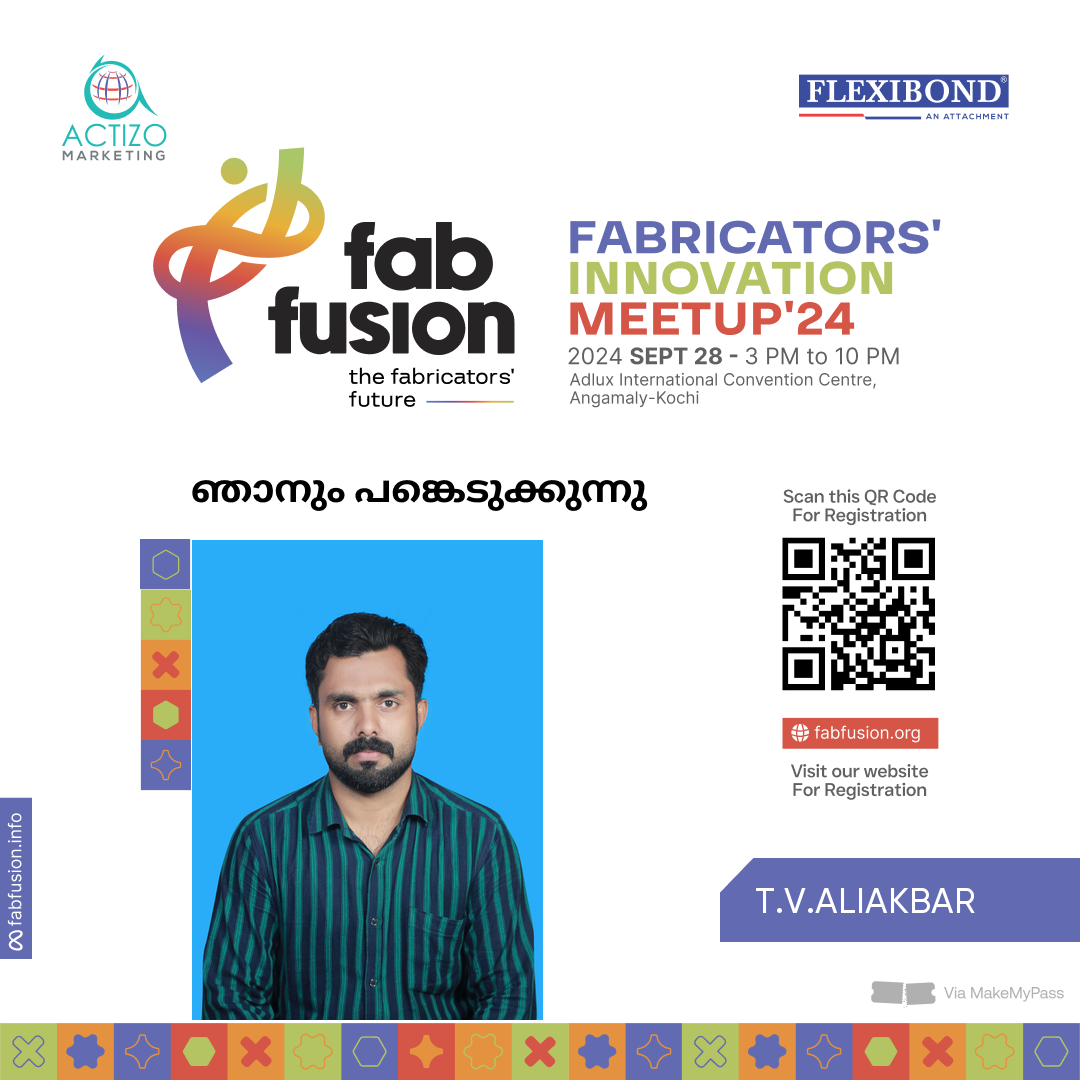 ACTIZO
MARKETING
FLEXIBOND®
AN ATTACHMENT
fab
fusion
the fabricators'
future
FABRICATORS'
INNOVATION
MEETUP'24
2024 SEPT 28 - 3 PM to 10 PM
Adlux International Convention Centre,
Angamaly-Kochi
ഞാനും പങ്കെടുക്കുന്നു
Scan this QR Code
For Registration
fabfusion.org
Visit our website
For Registration
fabfusion.info
T.V.ALIAKBAR
Via MakeMyPass